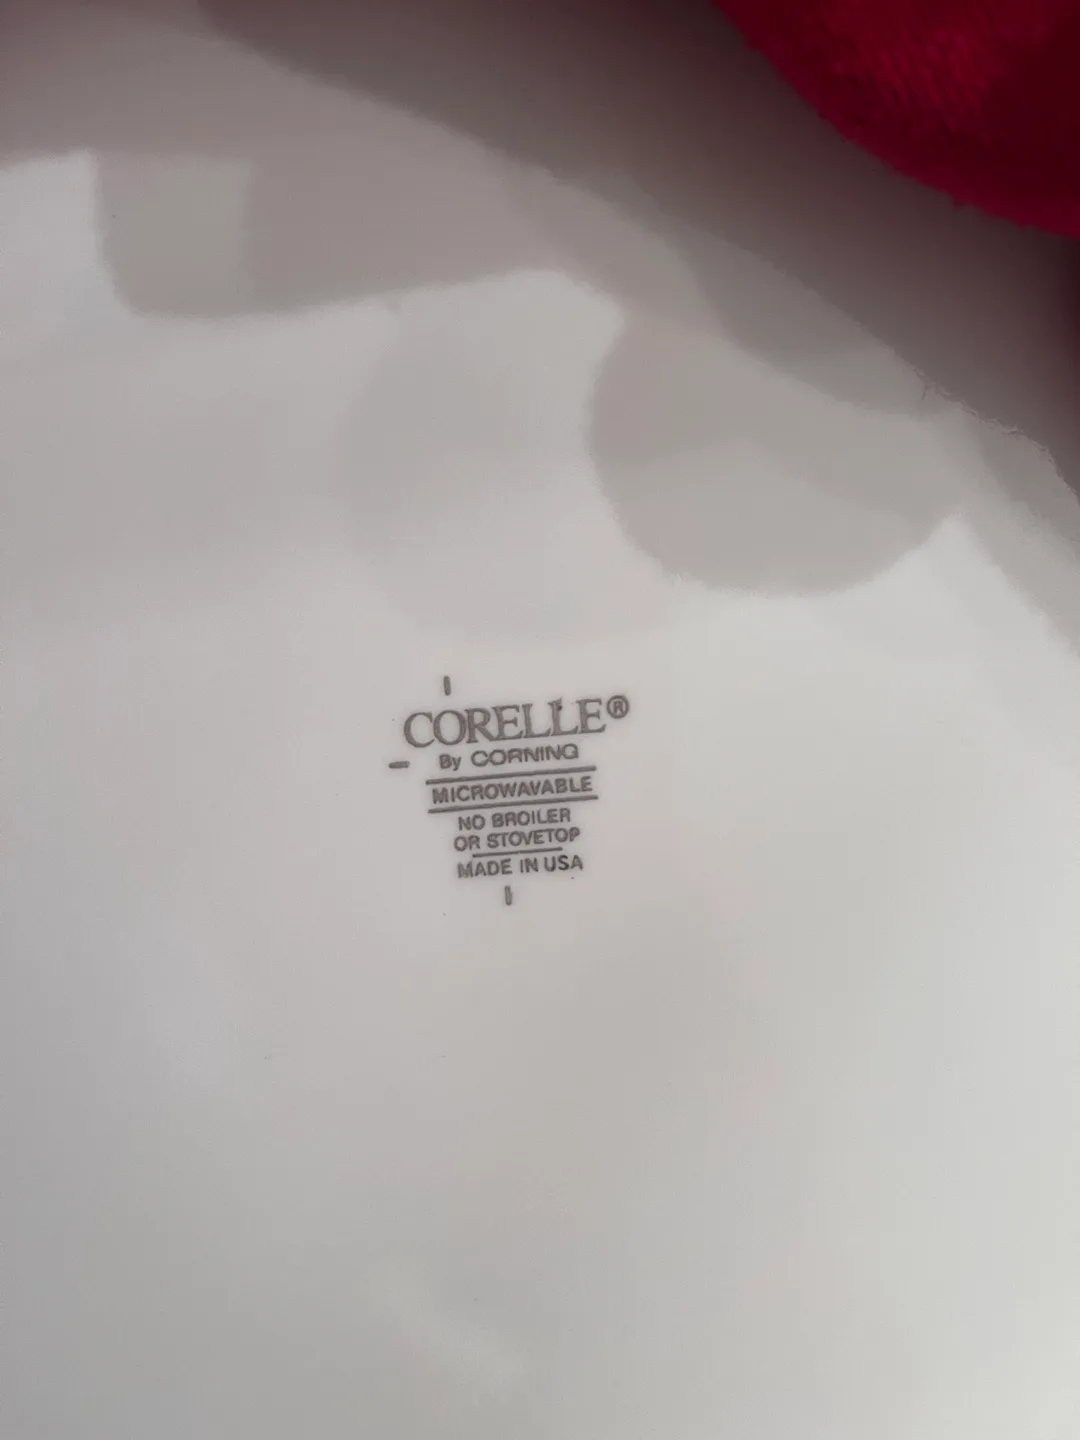 CORELLE®
By CORNING
MICROWAVABLE
NO BROILER
OR STOVETOP
MADE IN USA